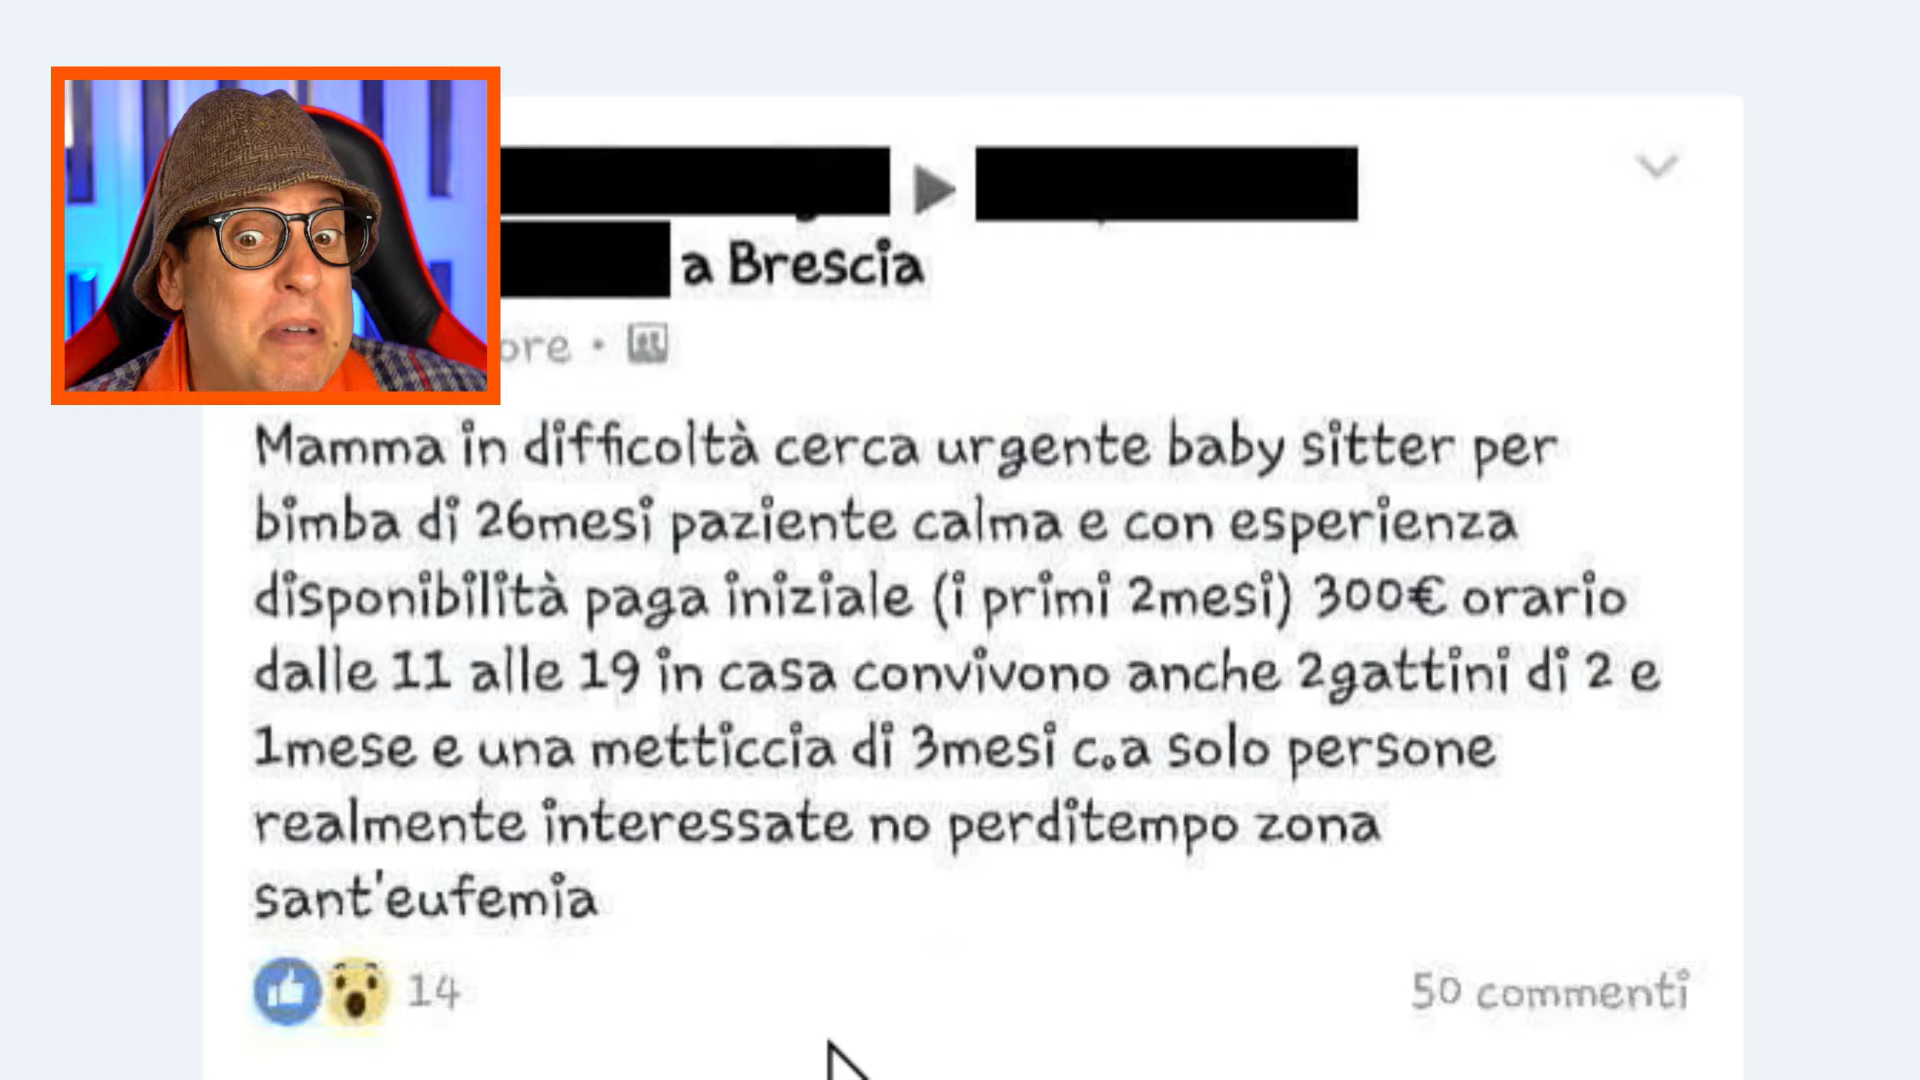 a Brescia
ore
Mamma in difficoltà cerca urgente baby sitter per
bimba di 26mesi paziente calma e con esperienza
disponibilità paga iniziale (i primi 2mesi) 300€ orario
dalle 11 alle 19 in casa convivono anche 2gattini di 2 e
1mese e una metticcia di 3mesi c.a solo persone
realmente interessate no perditempo zona
sant'eufemia
14
50 commenti